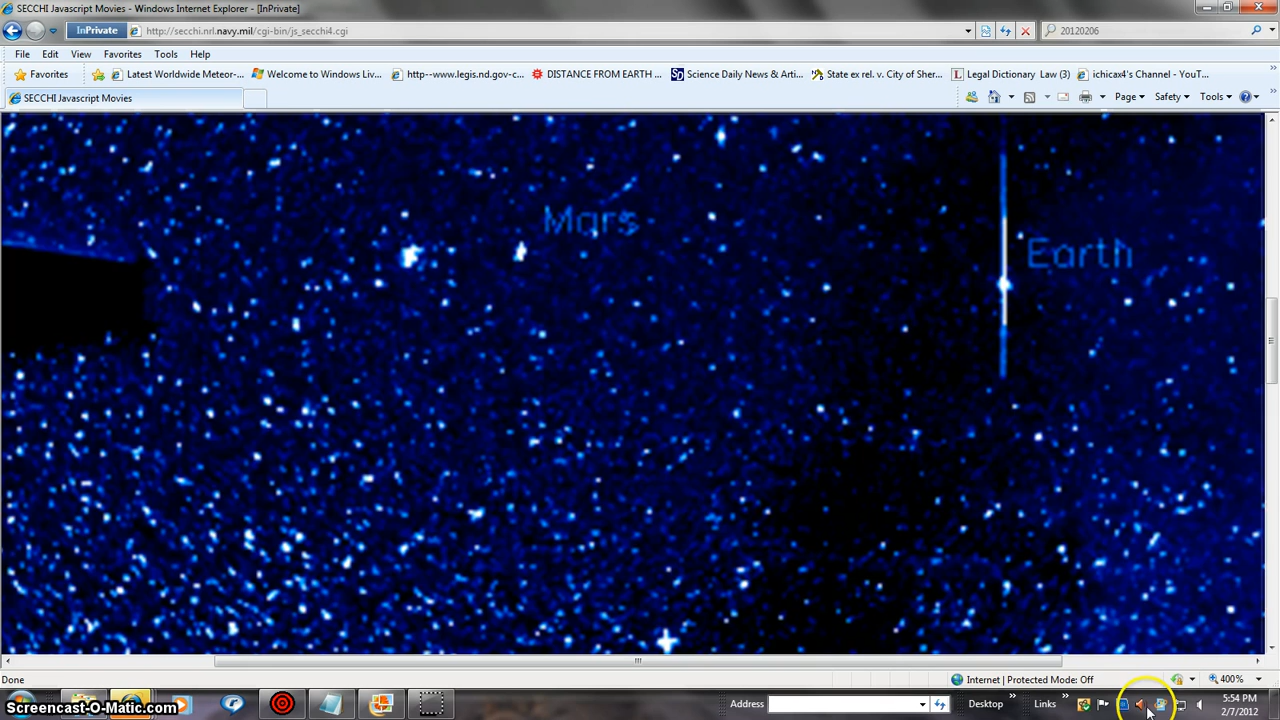 SECCHI Javascript Movies - Windows Internet Explorer - [InPrivate]
InPrivate http://secchi.nrl.navy.mil/cgi-bin/js_secchi4.cgi 20120206
File Edit View Favorites Tools Help
Favorites Latest Worldwide Meteor-... Welcome to Windows Liv... http--www.legis.nd.gov-c... DISTANCE FROM EARTH ... Science Daily News & Arti... State ex rel. v. City of Sher... Legal Dictionary Law (3) ichicax4's Channel - YouT...
SECCHI Javascript Movies Page Safety Tools
Mars
Earth
Done Internet | Protected Mode: Off 400%
Screencast-O-Matic.com Address Desktop Links 5:54 PM
2/7/2012